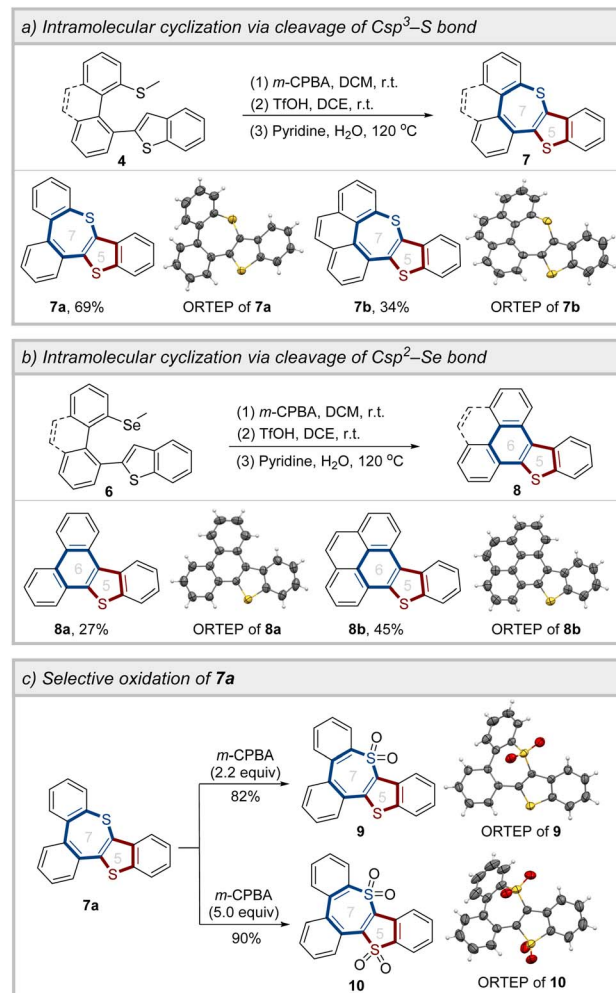 a) Intramolecular cyclization via cleavage of Csp³–S bond
S
S
4
(1) m-CPBA, DCM, r.t.
(2) TfOH, DCE, r.t.
(3) Pyridine, H₂O, 120 °C
S
7
5
S
7
S
7
5
S
S
7
5
S
7a, 69%
ORTEP of 7a
7b, 34%
ORTEP of 7b
b) Intramolecular cyclization via cleavage of Csp²–Se bond
Se
S
6
(1) m-CPBA, DCM, r.t.
(2) TfOH, DCE, r.t.
(3) Pyridine, H₂O, 120 °C
6
5
S
8
6
5
S
6
5
S
8a, 27%
ORTEP of 8a
8b, 45%
ORTEP of 8b
c) Selective oxidation of 7a
S
7
5
S
7a
m-CPBA
(2.2 equiv)
82%
S
O
O
7
5
S
9
ORTEP of 9
m-CPBA
(5.0 equiv)
90%
S
O
O
7
5
S
O
O
10
ORTEP of 10